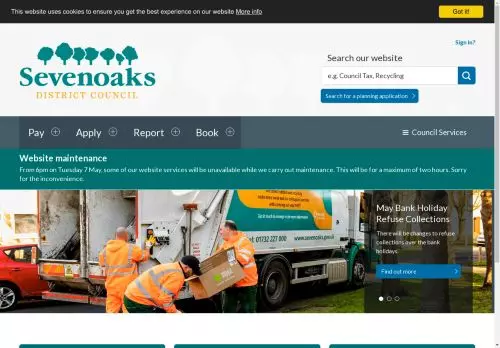 This website uses cookies to ensure you get the best experience on our website More info
Got it!
Sign in?
Sevenoaks
DISTRICT COUNCIL
Search our website
e.g. Council Tax, Recycling
Search for a planning application
Pay
Apply
Report
Book
Council Services
Website maintenance
From 6pm on Tuesday 7 May, some of our website services will be unavailable while we carry out maintenance. This will be for a maximum of two hours. Sorry
for the inconvenience.
01732 227 000
www.sevenoaks.gov.uk
May Bank Holiday
Refuse Collections
There will be changes to refuse
collections over the bank
holidays.
Find out more